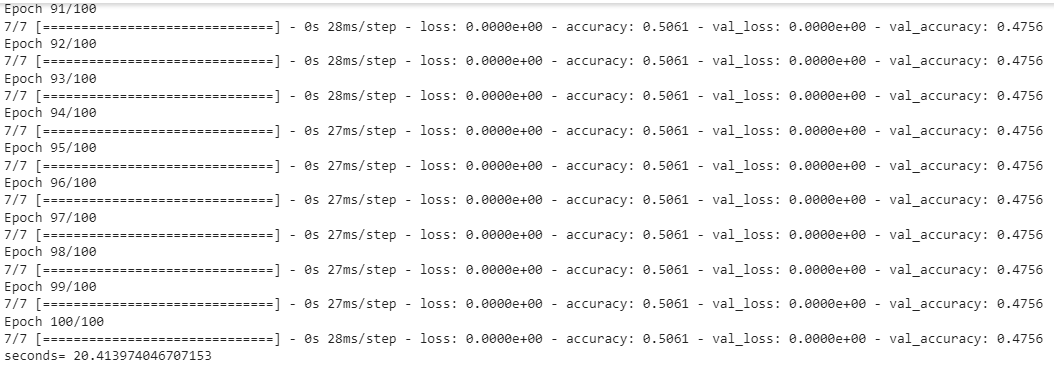 Epoch 91/100
7/7 [==============================] - 0s 28ms/step - loss: 0.0000e+00 - accuracy: 0.5061 - val_loss: 0.0000e+00 - val_accuracy: 0.4756
Epoch 92/100
7/7 [==============================] - 0s 28ms/step - loss: 0.0000e+00 - accuracy: 0.5061 - val_loss: 0.0000e+00 - val_accuracy: 0.4756
Epoch 93/100
7/7 [==============================] - 0s 28ms/step - loss: 0.0000e+00 - accuracy: 0.5061 - val_loss: 0.0000e+00 - val_accuracy: 0.4756
Epoch 94/100
7/7 [==============================] - 0s 27ms/step - loss: 0.0000e+00 - accuracy: 0.5061 - val_loss: 0.0000e+00 - val_accuracy: 0.4756
Epoch 95/100
7/7 [==============================] - 0s 27ms/step - loss: 0.0000e+00 - accuracy: 0.5061 - val_loss: 0.0000e+00 - val_accuracy: 0.4756
Epoch 96/100
7/7 [==============================] - 0s 27ms/step - loss: 0.0000e+00 - accuracy: 0.5061 - val_loss: 0.0000e+00 - val_accuracy: 0.4756
Epoch 97/100
7/7 [==============================] - 0s 27ms/step - loss: 0.0000e+00 - accuracy: 0.5061 - val_loss: 0.0000e+00 - val_accuracy: 0.4756
Epoch 98/100
7/7 [==============================] - 0s 27ms/step - loss: 0.0000e+00 - accuracy: 0.5061 - val_loss: 0.0000e+00 - val_accuracy: 0.4756
Epoch 99/100
7/7 [==============================] - 0s 27ms/step - loss: 0.0000e+00 - accuracy: 0.5061 - val_loss: 0.0000e+00 - val_accuracy: 0.4756
Epoch 100/100
7/7 [==============================] - 0s 28ms/step - loss: 0.0000e+00 - accuracy: 0.5061 - val_loss: 0.0000e+00 - val_accuracy: 0.4756
seconds= 20.413974046707153